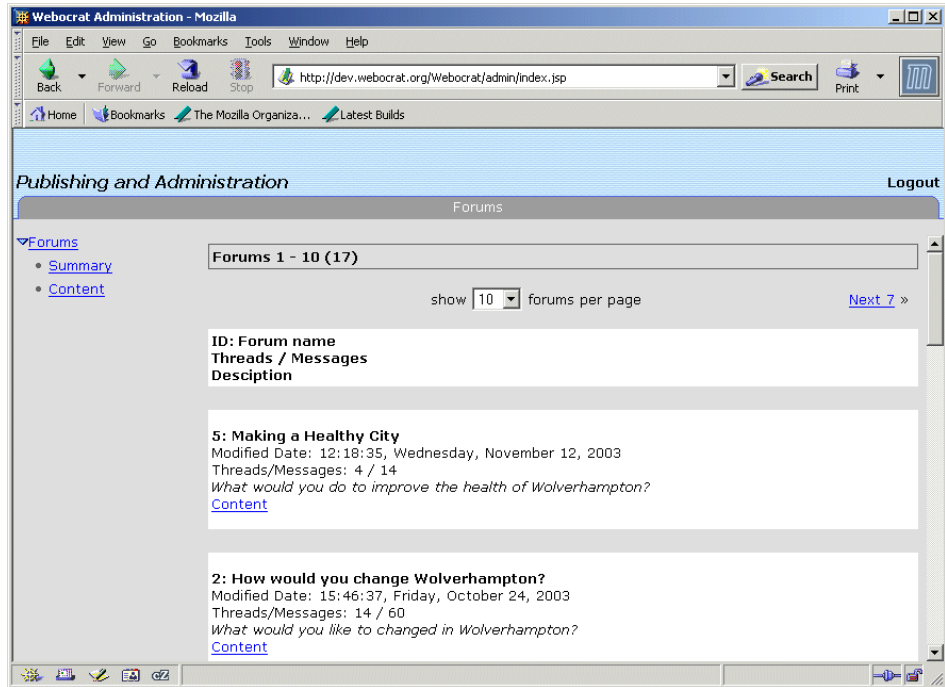 Webocrat Administration - Mozilla
File Edit View Go Bookmarks Tools Window Help
Back Forward Reload Stop http://dev.webocrat.org/Webocrat/admin/index.jsp Search Print
Home Bookmarks The Mozilla Organiza... Latest Builds
Publishing and Administration Logout
Forums
Forums
Summary
Content
Forums 1 - 10 (17)
show 10 forums per page Next 7 »
ID: Forum name
Threads / Messages
Desciption
5: Making a Healthy City
Modified Date: 12:18:35, Wednesday, November 12, 2003
Threads/Messages: 4 / 14
What would you do to improve the health of Wolverhampton?
Content
2: How would you change Wolverhampton?
Modified Date: 15:46:37, Friday, October 24, 2003
Threads/Messages: 14 / 60
What would you like to changed in Wolverhampton?
Content